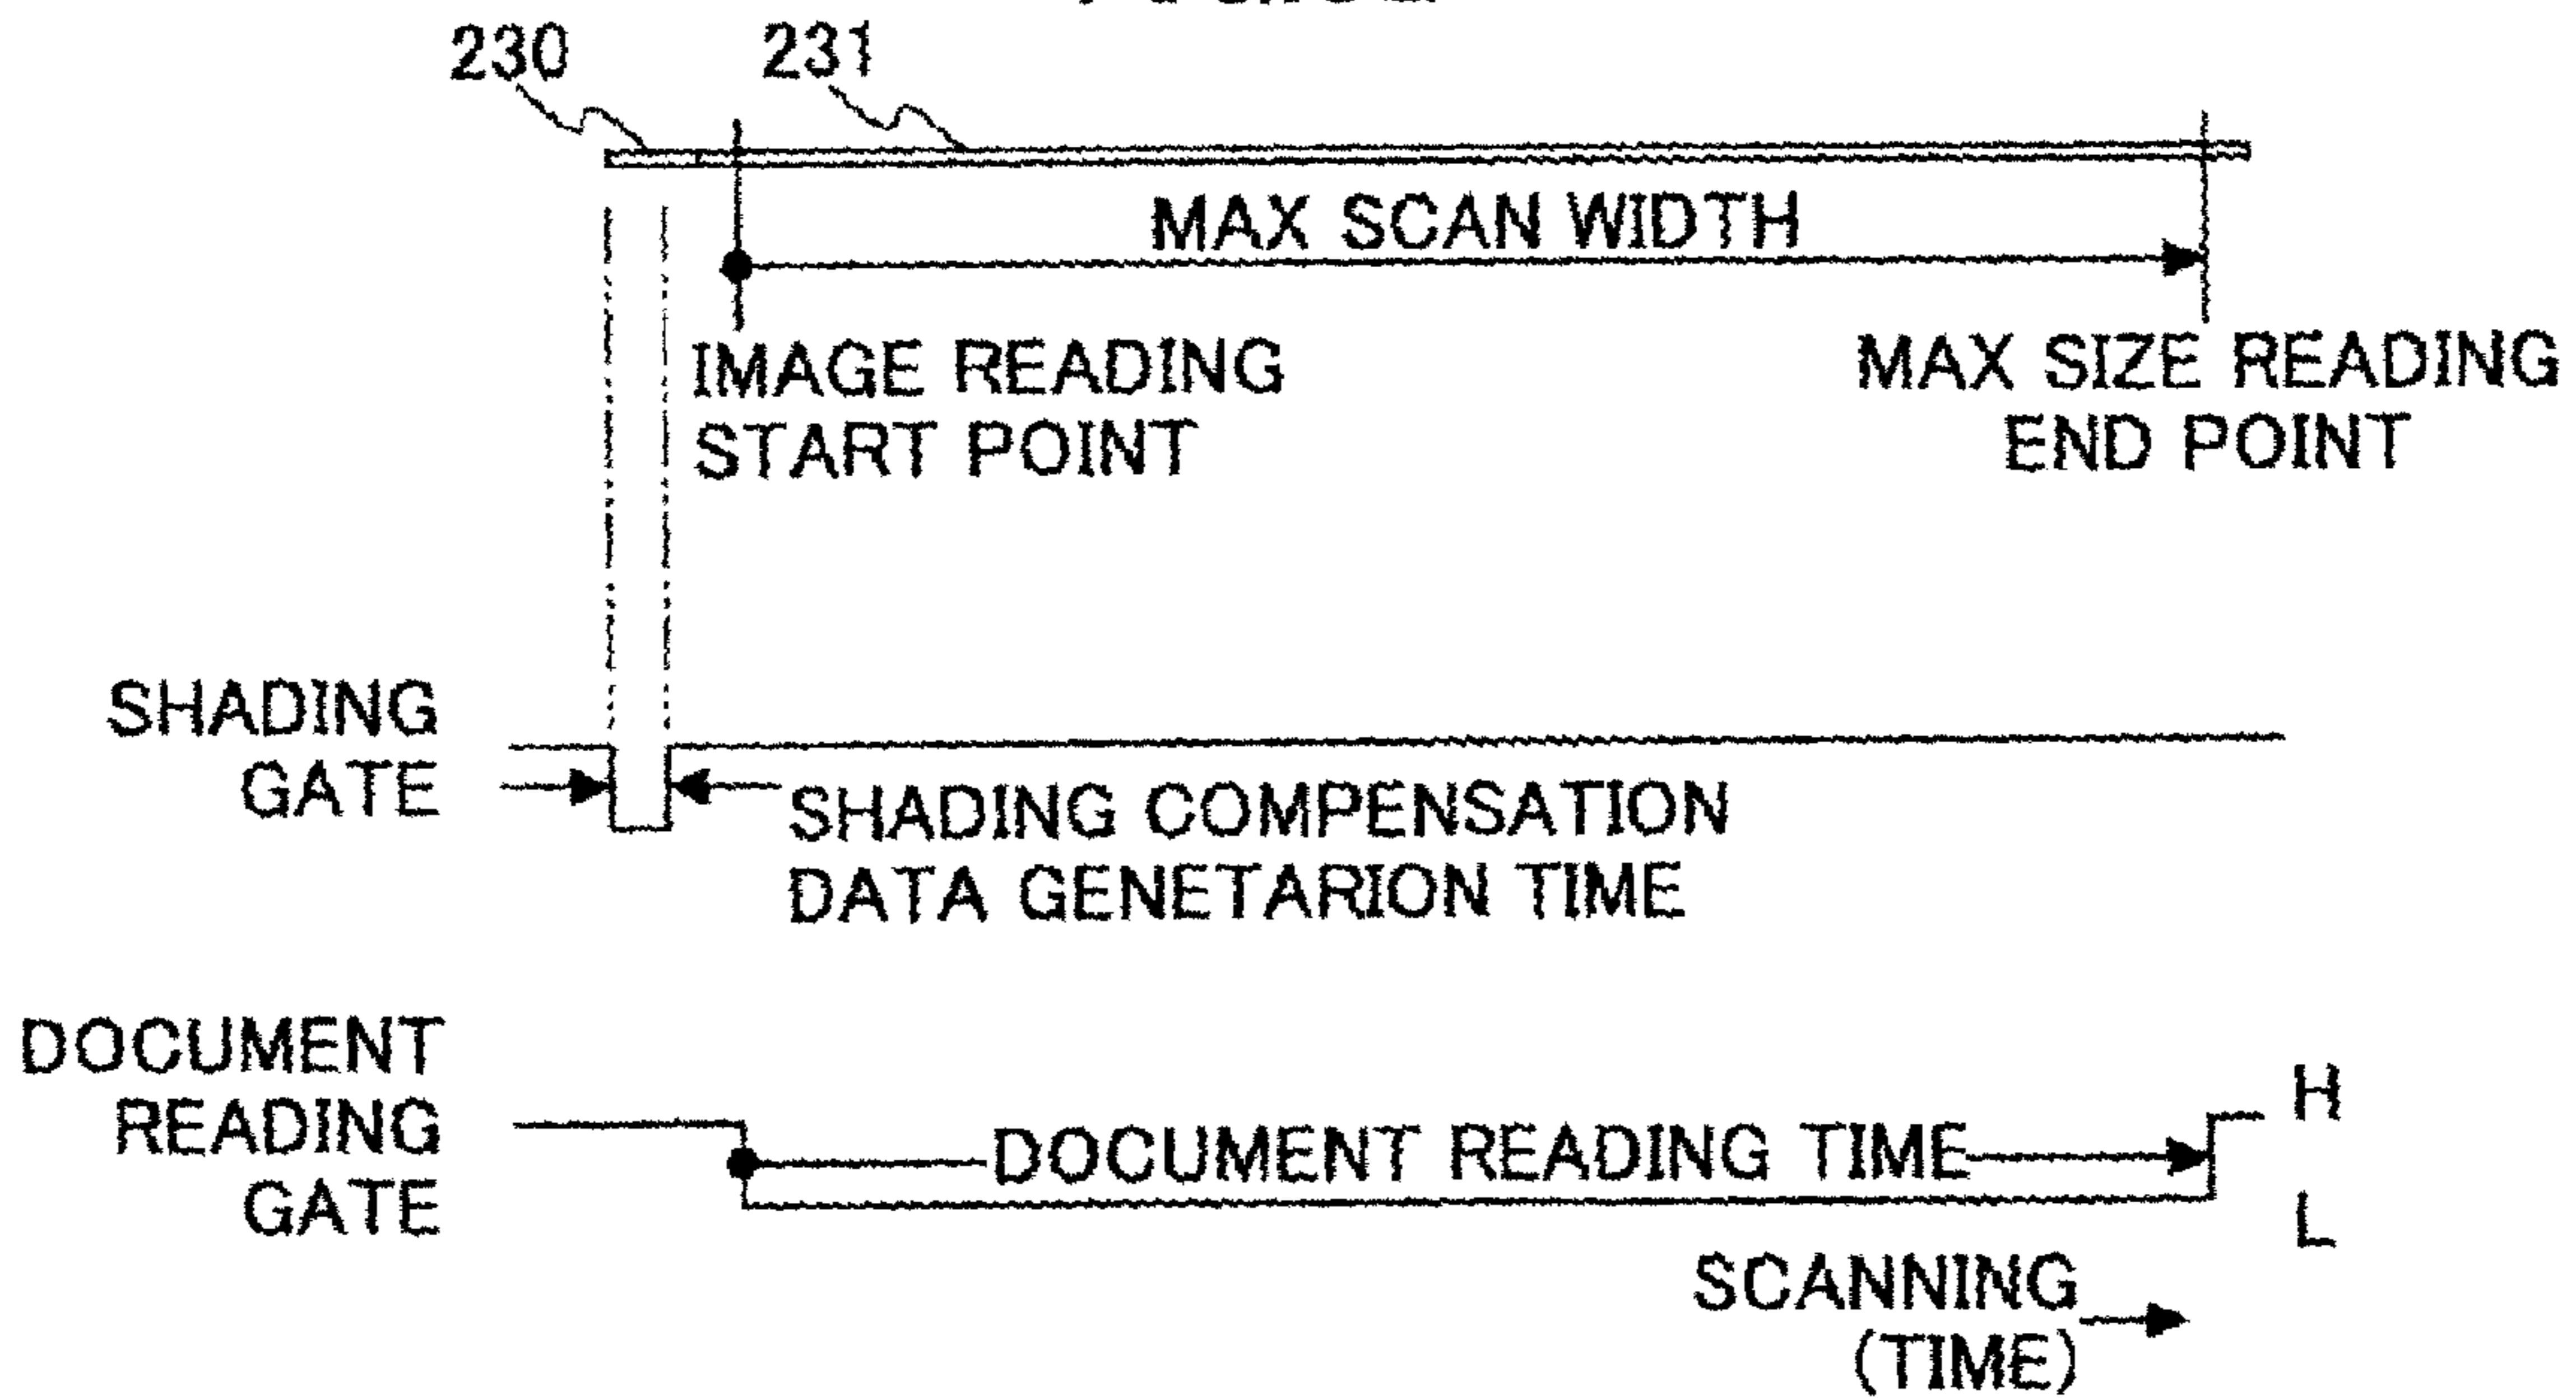 230
231
MAX SCAN WIDTH
IMAGE READING
START POINT
MAX SIZE READING
END POINT
SHADING
GATE
SHADING COMPENSATION
DATA GENETARION TIME
DOCUMENT
READING
GATE
DOCUMENT READING TIME
H
L
SCANNING
(TIME)